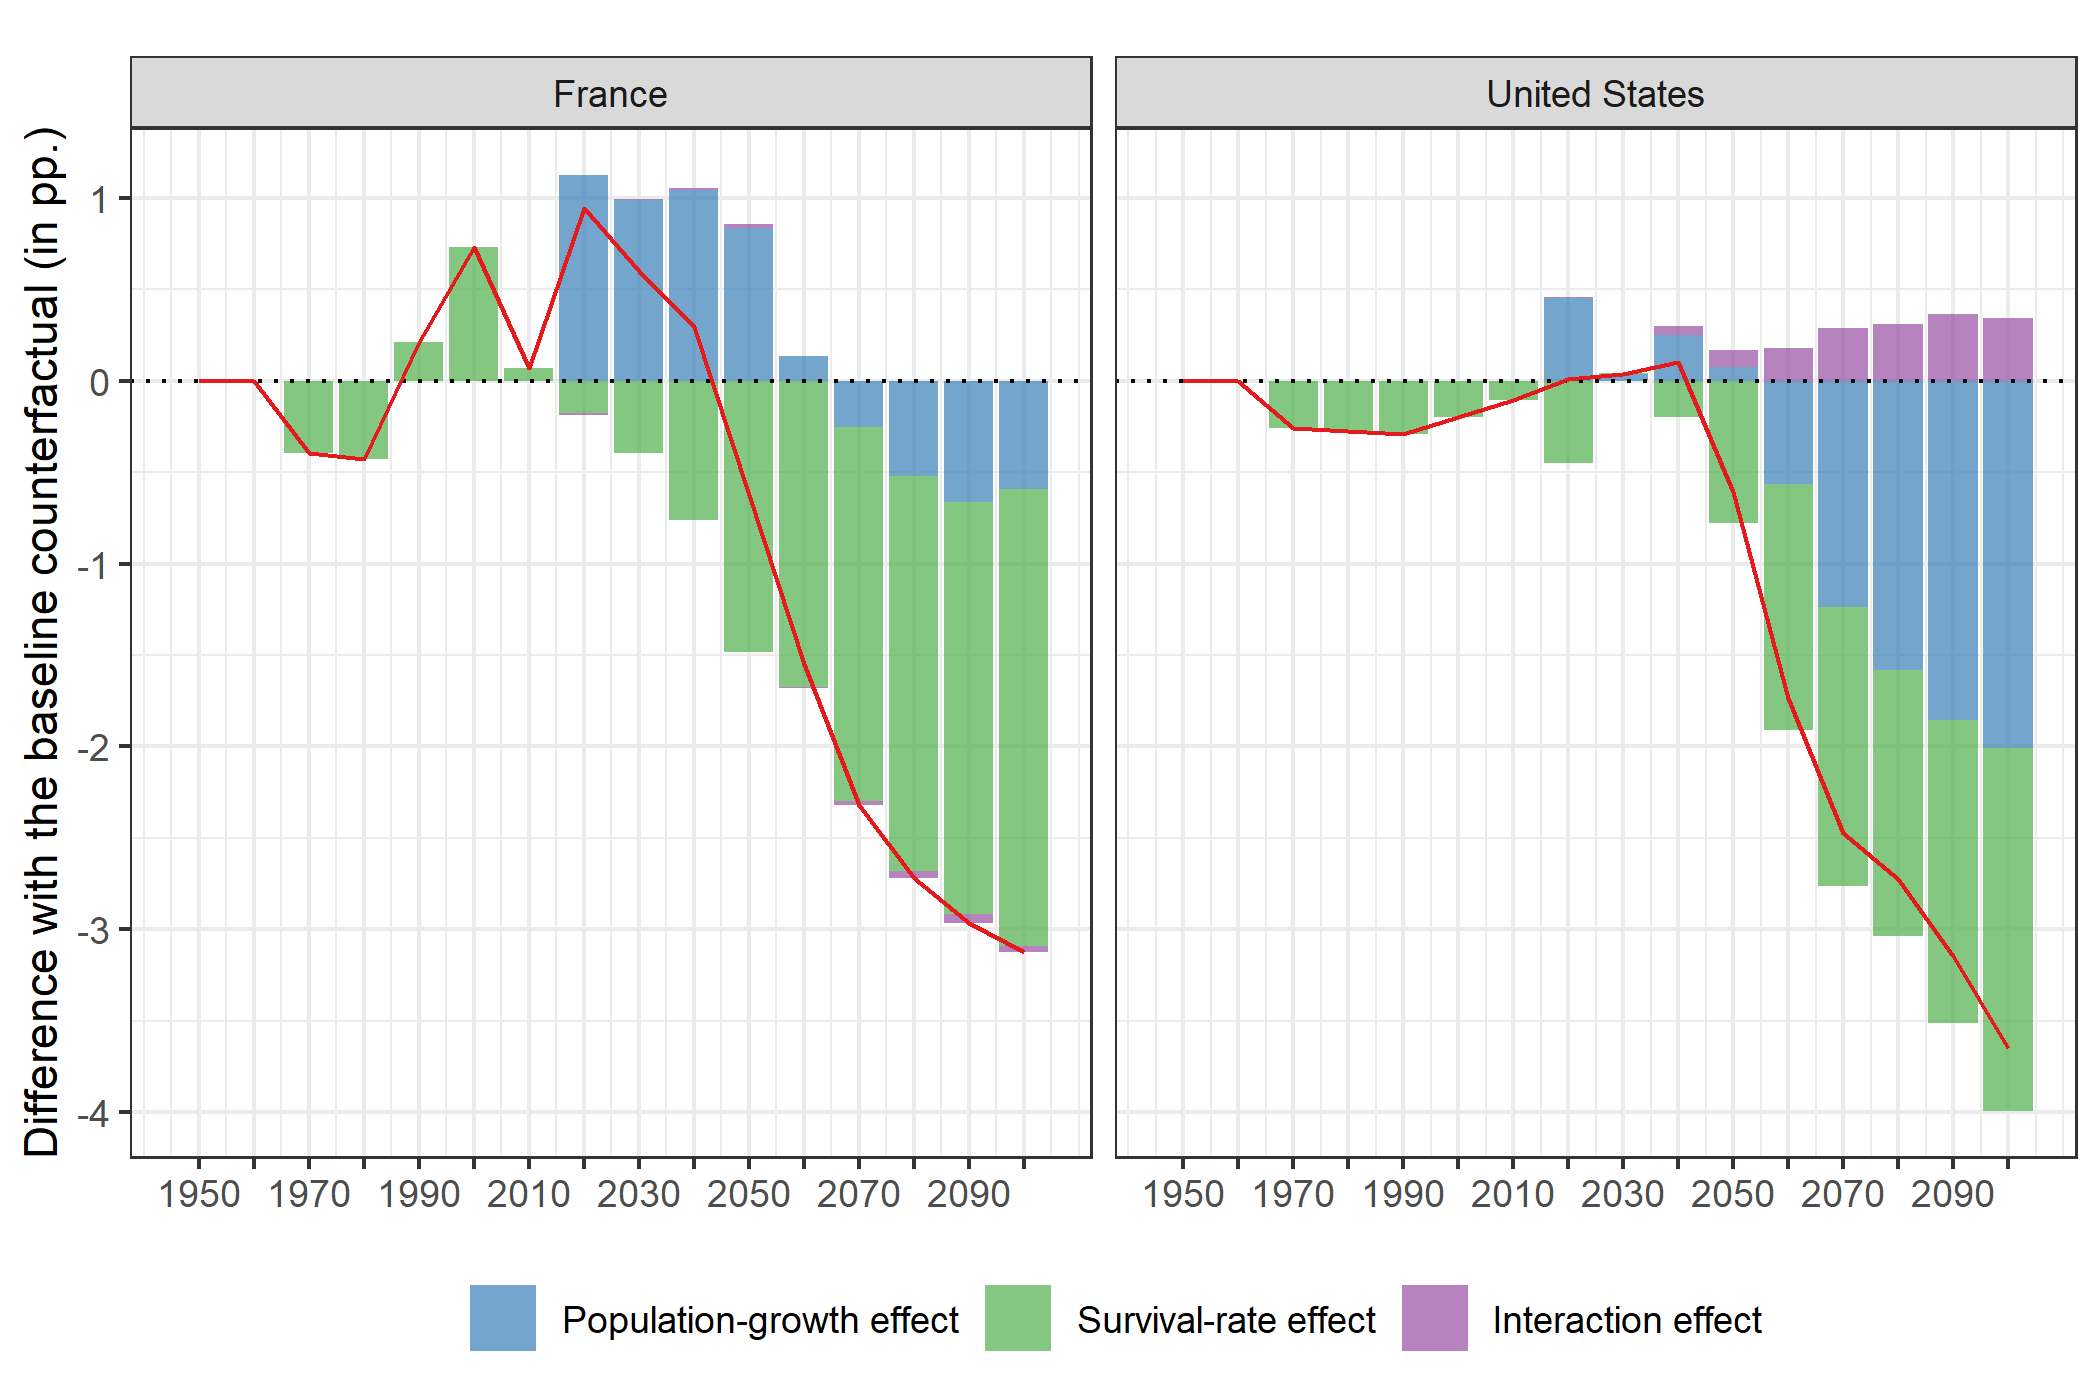 France
United States
Difference with the baseline counterfactual (in pp.)
1
0
-1
-2
-3
-4
1950 1970 1990 2010 2030 2050 2070 2090
1950 1970 1990 2010 2030 2050 2070 2090
Population-growth effect Survival-rate effect Interaction effect